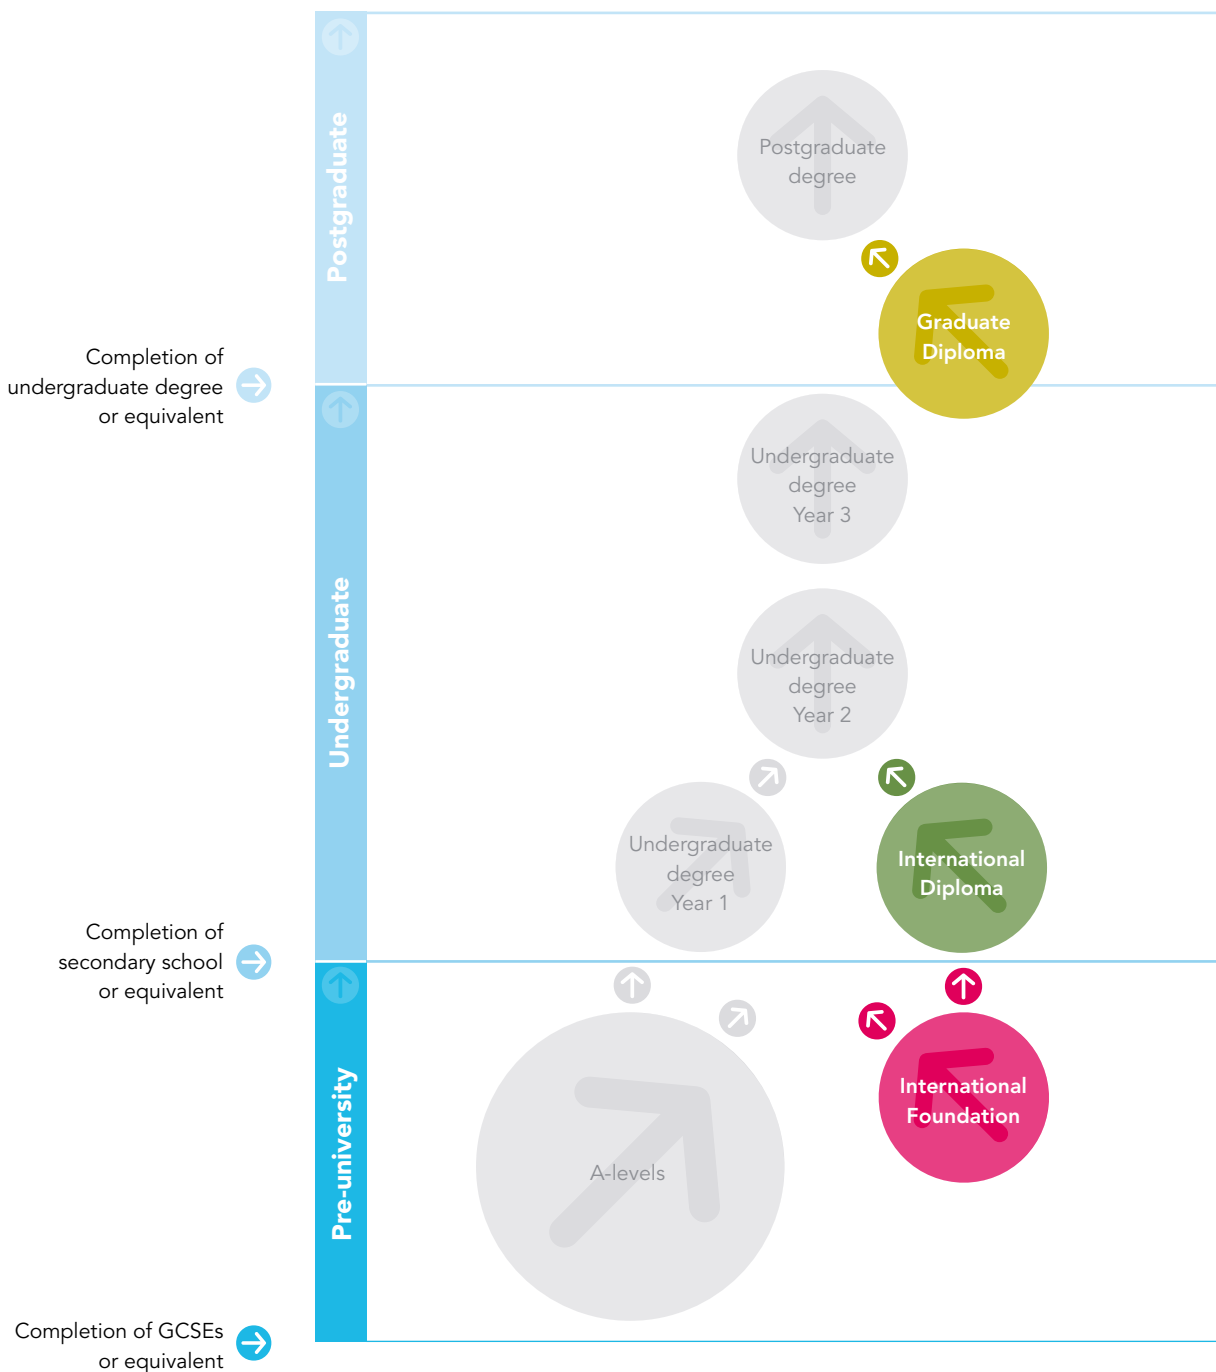 Postgraduate
Postgraduate
degree
Graduate
Diploma
Completion of
undergraduate degree
or equivalent
Undergraduate
Undergraduate
degree
Year 3
Undergraduate
degree
Year 2
Undergraduate
degree
Year 1
International
Diploma
Completion of
secondary school
or equivalent
Pre-university
A-levels
International
Foundation
Completion of GCSEs
or equivalent